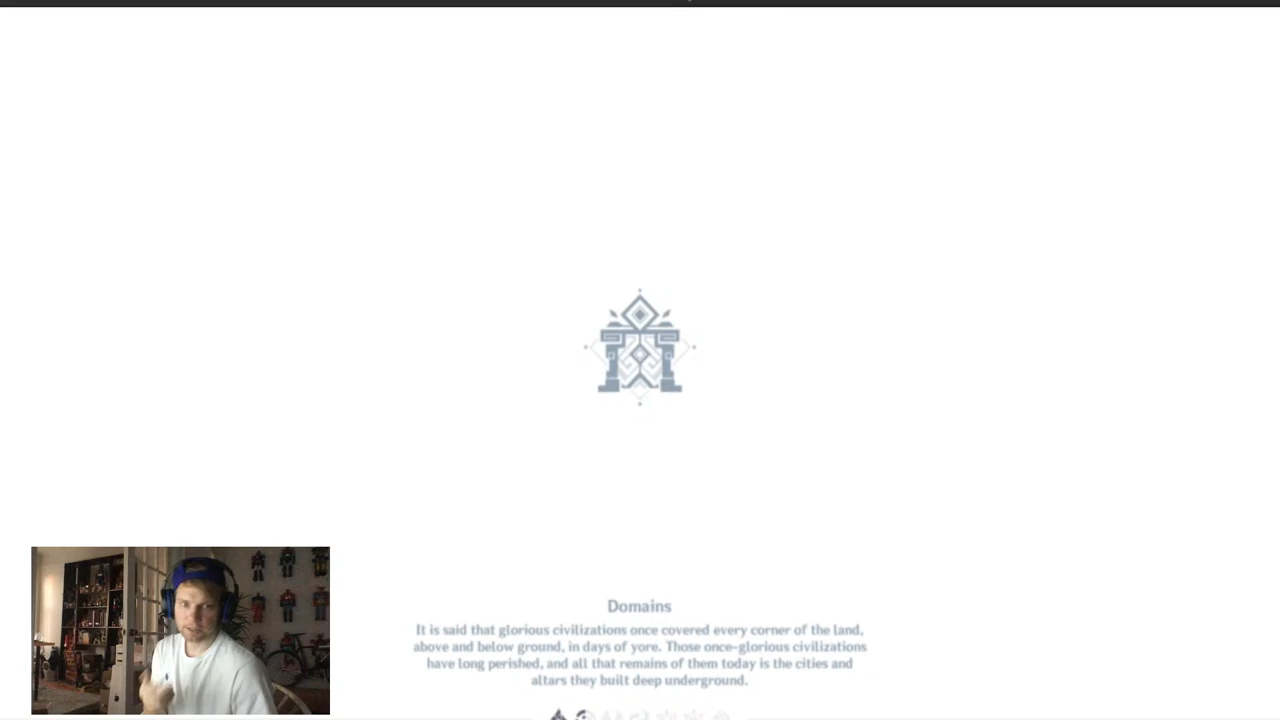 Domains
It is said that glorious civilizations once covered every corner of the land,
above and below ground, in days of yore. Those once-glorious civilizations
have long perished, and all that remains of them today is the cities and
altars they built deep underground.